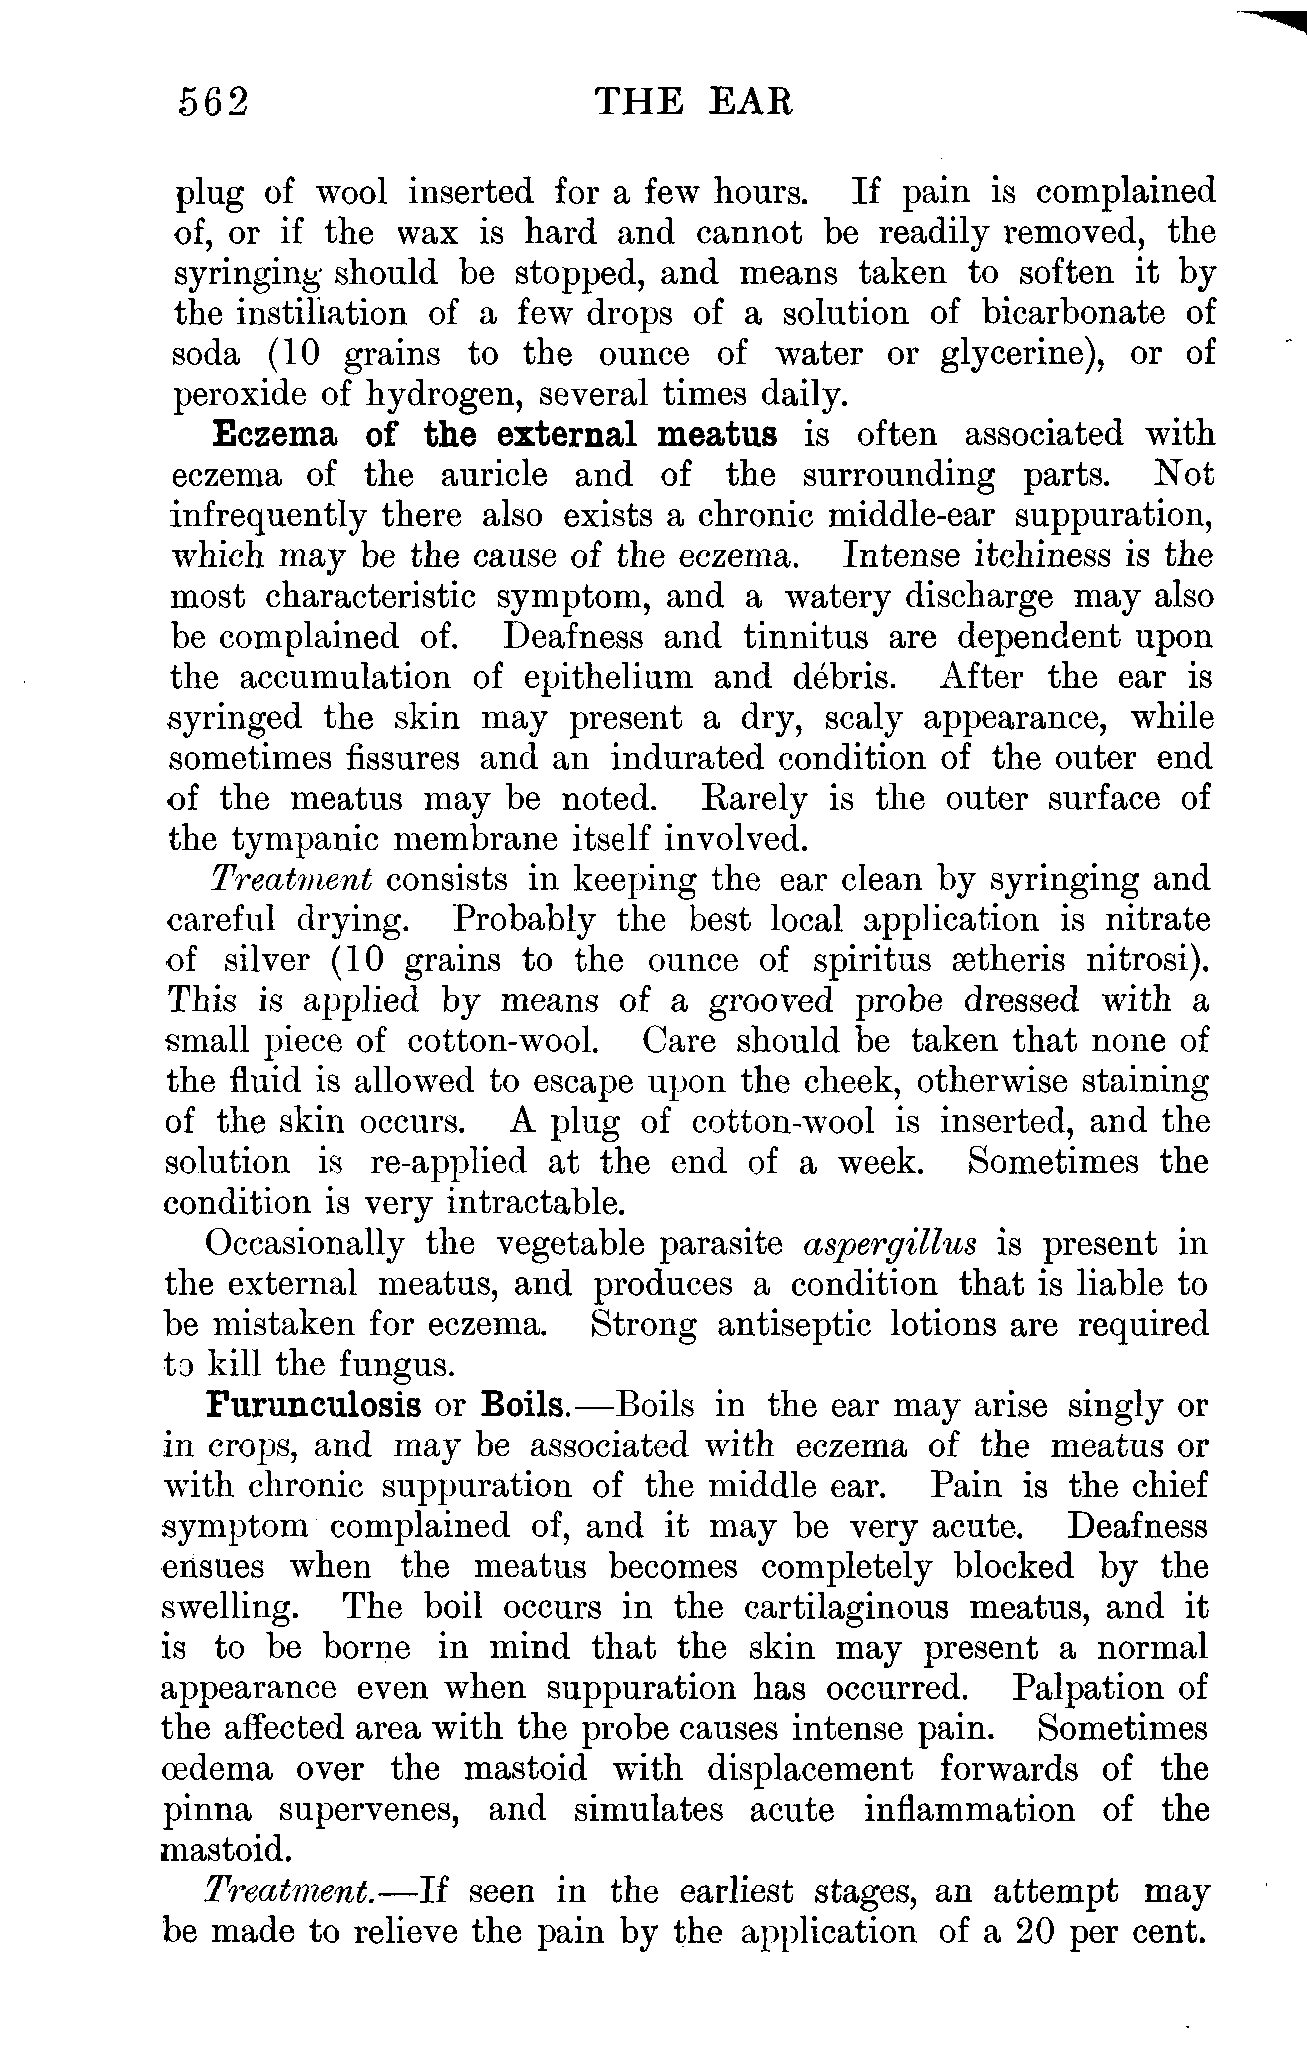 562 THE EAR
plug of wool inserted for a few hours. If pain is complained
of, or if the wax is hard and cannot be readily removed, the
syringing should be stopped, and means taken to soften it by
the instillation of a few drops of a solution of bicarbonate of
soda (10 grains to the ounce of water or glycerine), or of
peroxide of hydrogen, several times daily.
Eczema of the external meatus is often associated with
eczema of the auricle and of the surrounding parts. Not
infrequently there also exists a chronic middle-ear suppuration,
which may be the cause of the eczema. Intense itchiness is the
most characteristic symptom, and a watery discharge may also
be complained of. Deafness and tinnitus are dependent upon
the accumulation of epithelium and débris. After the ear is
syringed the skin may present a dry, scaly appearance, while
sometimes fissures and an indurated condition of the outer end
of the meatus may be noted. Rarely is the outer surface of
the tympanic membrane itself involved.
Treatment consists in keeping the ear clean by syringing and
careful drying. Probably the best local application is nitrate
of silver (10 grains to the ounce of spiritus ætheris nitrosi).
This is applied by means of a grooved probe dressed with a
small piece of cotton-wool. Care should be taken that none of
the fluid is allowed to escape upon the cheek, otherwise staining
of the skin occurs. A plug of cotton-wool is inserted, and the
solution is re-applied at the end of a week. Sometimes the
condition is very intractable.
Occasionally the vegetable parasite aspergillus is present in
the external meatus, and produces a condition that is liable to
be mistaken for eczema. Strong antiseptic lotions are required
to kill the fungus.
Furunculosis or Boils.—Boils in the ear may arise singly or
in crops, and may be associated with eczema of the meatus or
with chronic suppuration of the middle ear. Pain is the chief
symptom complained of, and it may be very acute. Deafness
ensues when the meatus becomes completely blocked by the
swelling. The boil occurs in the cartilaginous meatus, and it
is to be borne in mind that the skin may present a normal
appearance even when suppuration has occurred. Palpation of
the affected area with the probe causes intense pain. Sometimes
œdema over the mastoid with displacement forwards of the
pinna supervenes, and simulates acute inflammation of the
mastoid.
Treatment.—If seen in the earliest stages, an attempt may
be made to relieve the pain by the application of a 20 per cent.